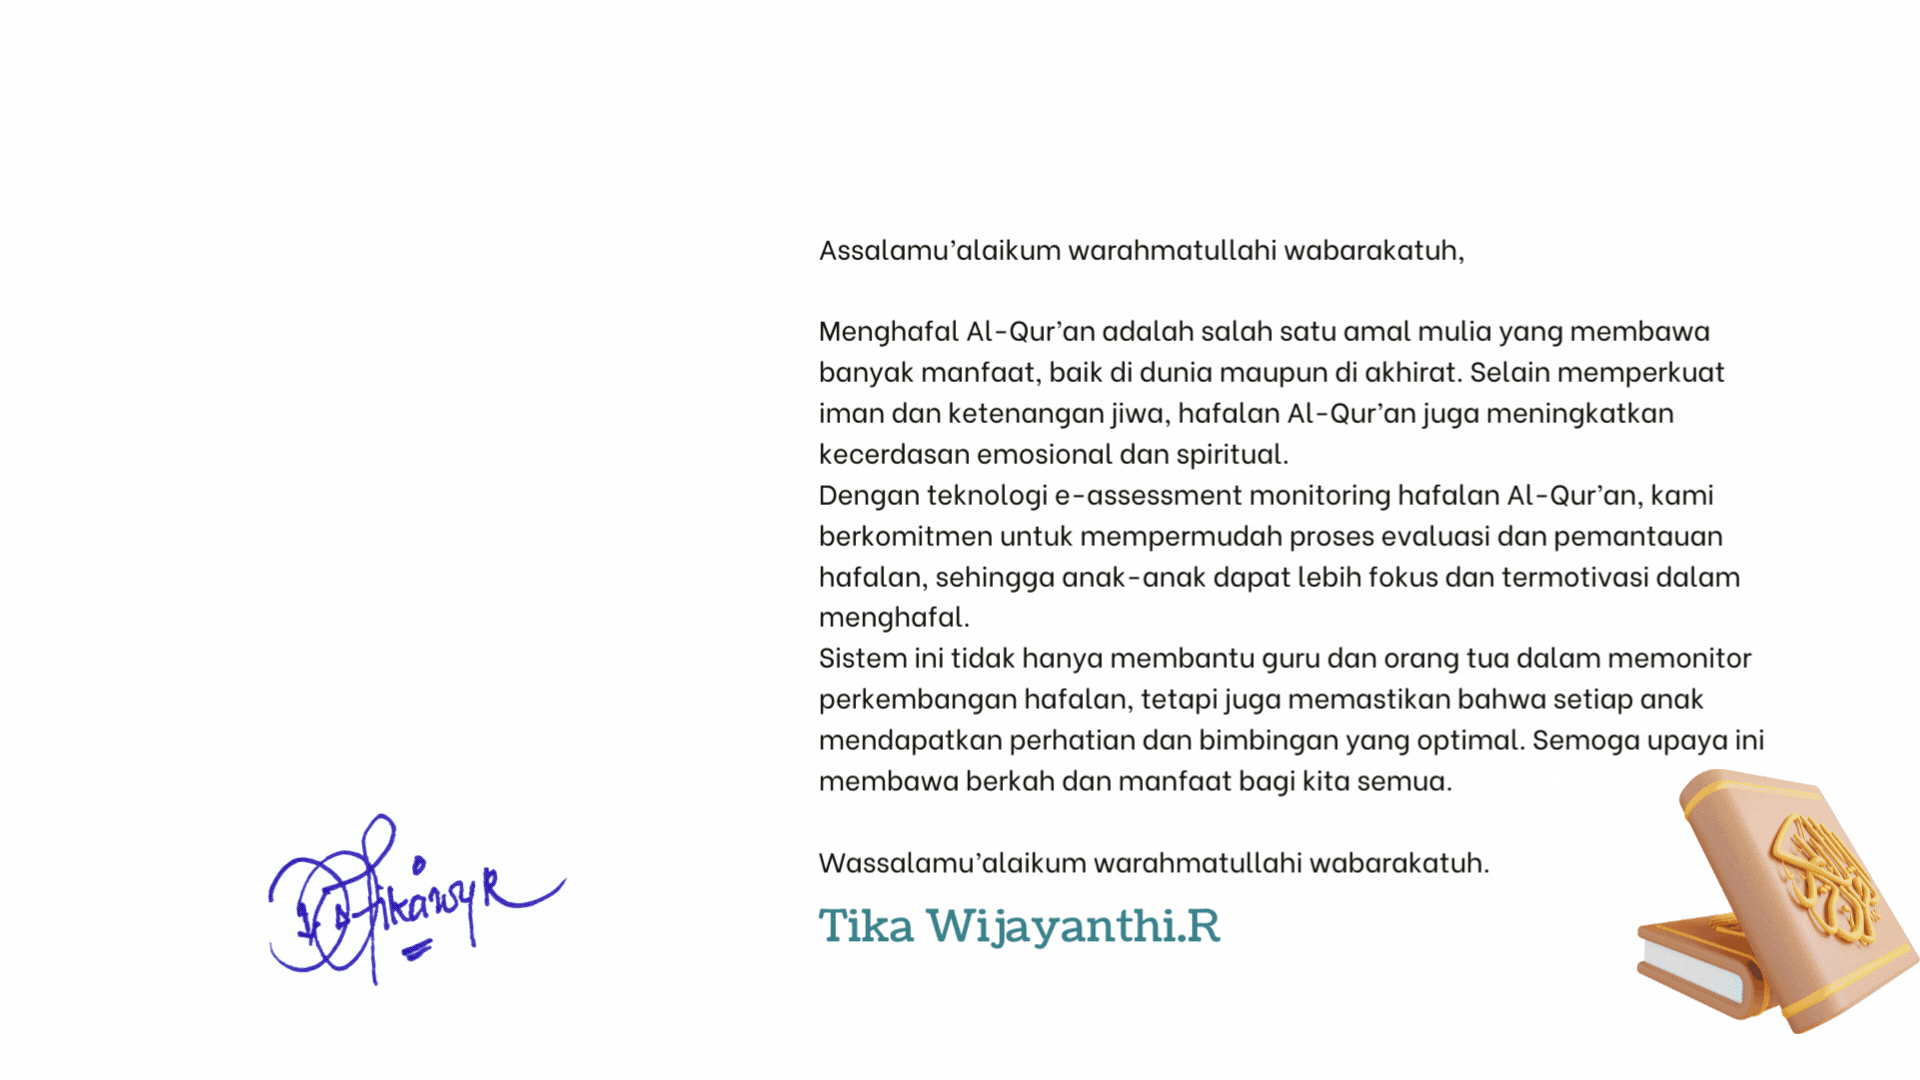 Assalamu’alaikum warahmatullahi wabarakatuh,
Menghafal Al-Qur’an adalah salah satu amal mulia yang membawa
banyak manfaat, baik di dunia maupun di akhirat. Selain memperkuat
iman dan ketenangan jiwa, hafalan Al-Qur’an juga meningkatkan
kecerdasan emosional dan spiritual.
Dengan teknologi e-assessment monitoring hafalan Al-Qur’an, kami
berkomitmen untuk mempermudah proses evaluasi dan pemantauan
hafalan, sehingga anak-anak dapat lebih fokus dan termotivasi dalam
menghafal.
Sistem ini tidak hanya membantu guru dan orang tua dalam memonitor
perkembangan hafalan, tetapi juga memastikan bahwa setiap anak
mendapatkan perhatian dan bimbingan yang optimal. Semoga upaya ini
membawa berkah dan manfaat bagi kita semua.
Wassalamu’alaikum warahmatullahi wabarakatuh.
Tika Wijayanthi.R